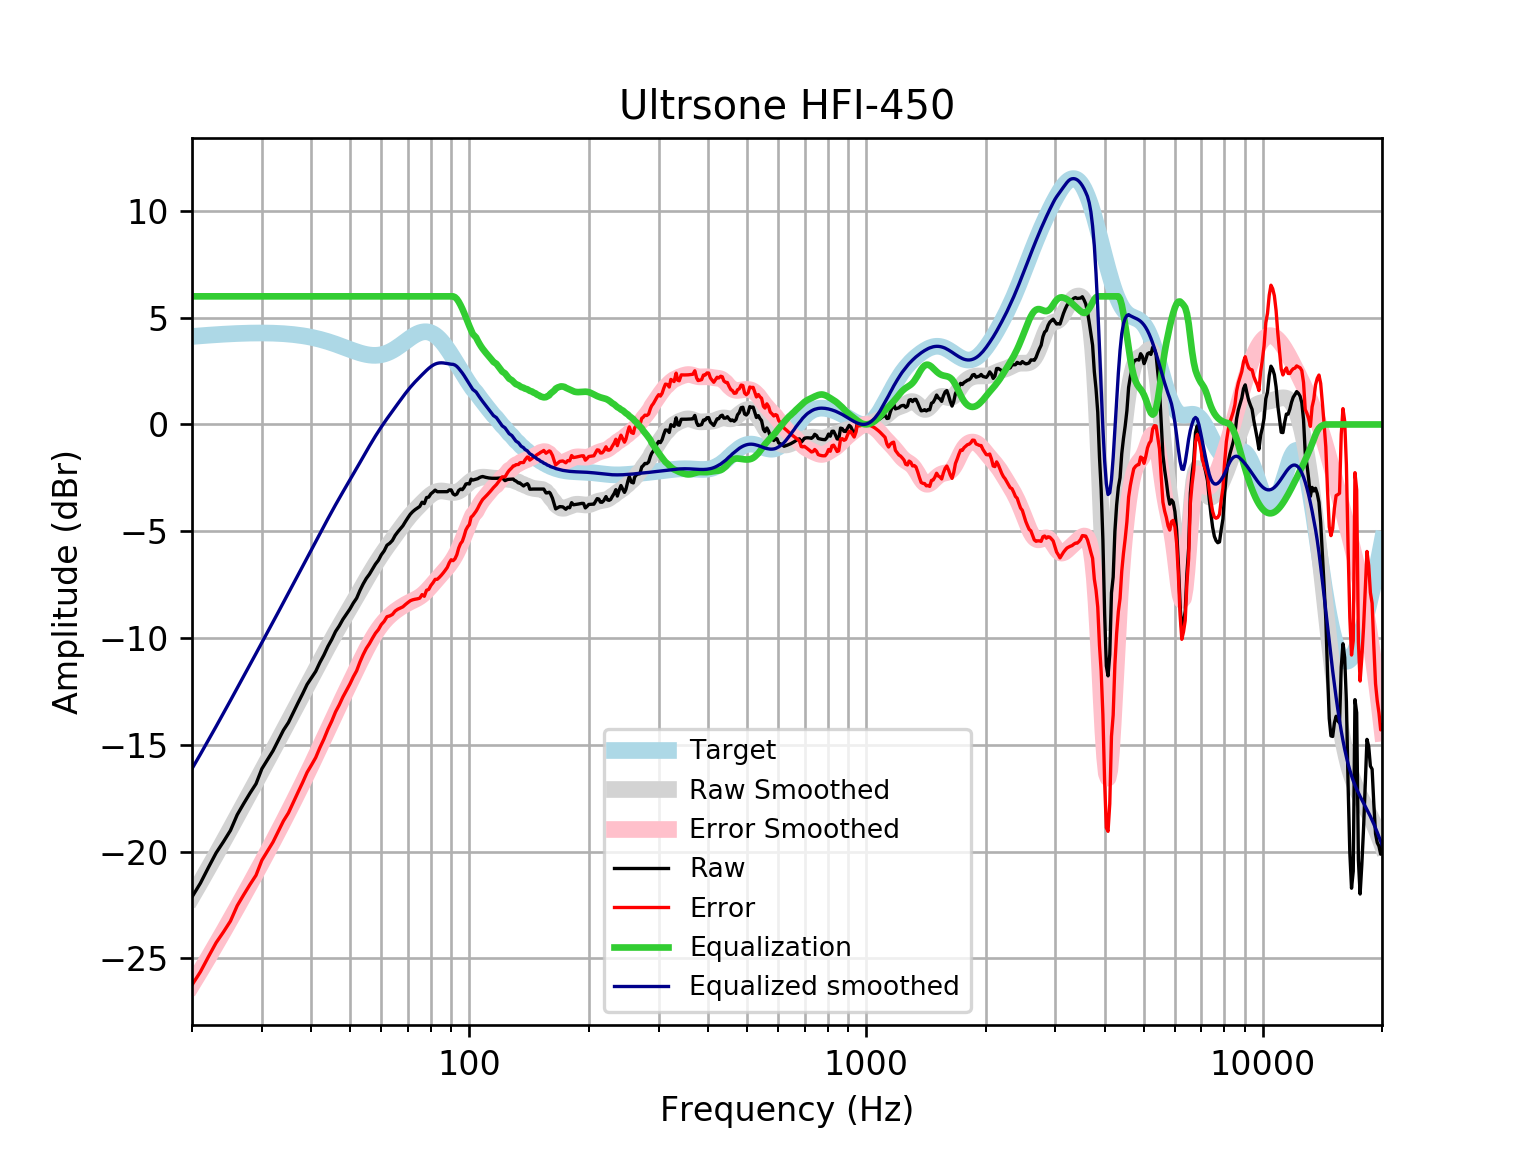 Ultrsone HFI-450
Amplitude (dBr)
10
5
0
−5
−10
−15
−20
−25
Target
Raw Smoothed
Error Smoothed
Raw
Error
Equalization
Equalized smoothed
100
1000
10000
Frequency (Hz)